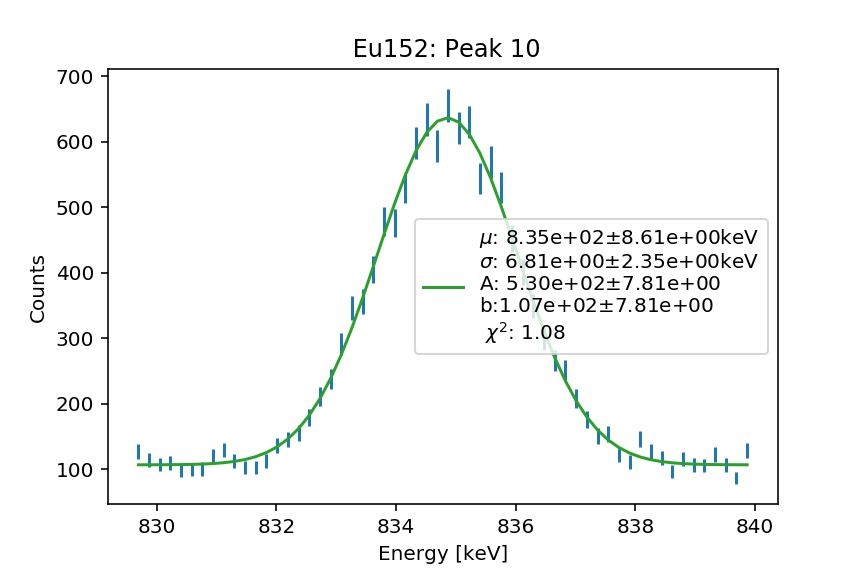 Eu152: Peak 10
700
600
500
400
300
200
100
Counts
μ: 8.35e+02±8.61e+00keV
σ: 6.81e+00±2.35e+00keV
A: 5.30e+02±7.81e+00
b:1.07e+02±7.81e+00
χ²: 1.08
830 832 834 836 838 840
Energy [keV]